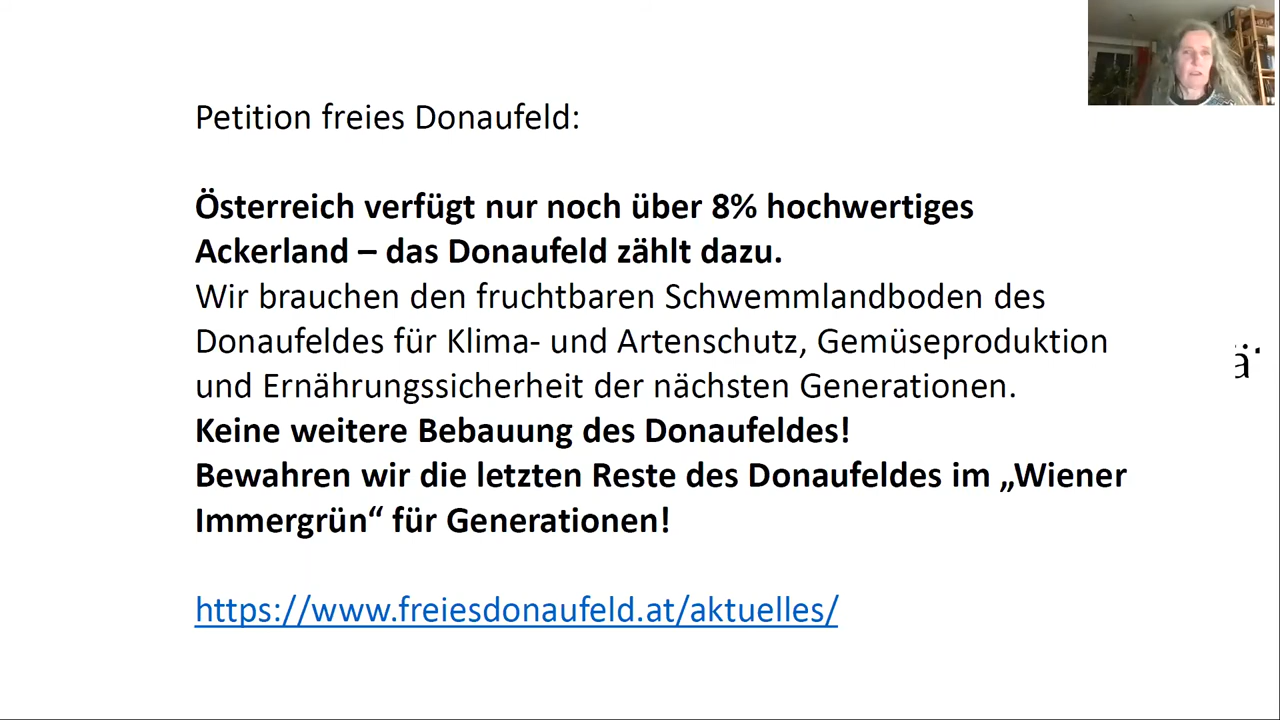 Petition freies Donaufeld:
Österreich verfügt nur noch über 8% hochwertiges
Ackerland – das Donaufeld zählt dazu.
Wir brauchen den fruchtbaren Schwemmlandboden des
Donaufeldes für Klima- und Artenschutz, Gemüseproduktion
und Ernährungssicherheit der nächsten Generationen.
Keine weitere Bebauung des Donaufeldes!
Bewahren wir die letzten Reste des Donaufeldes im „Wiener
Immergrün“ für Generationen!
https://www.freiesdonaufeld.at/aktuelles/